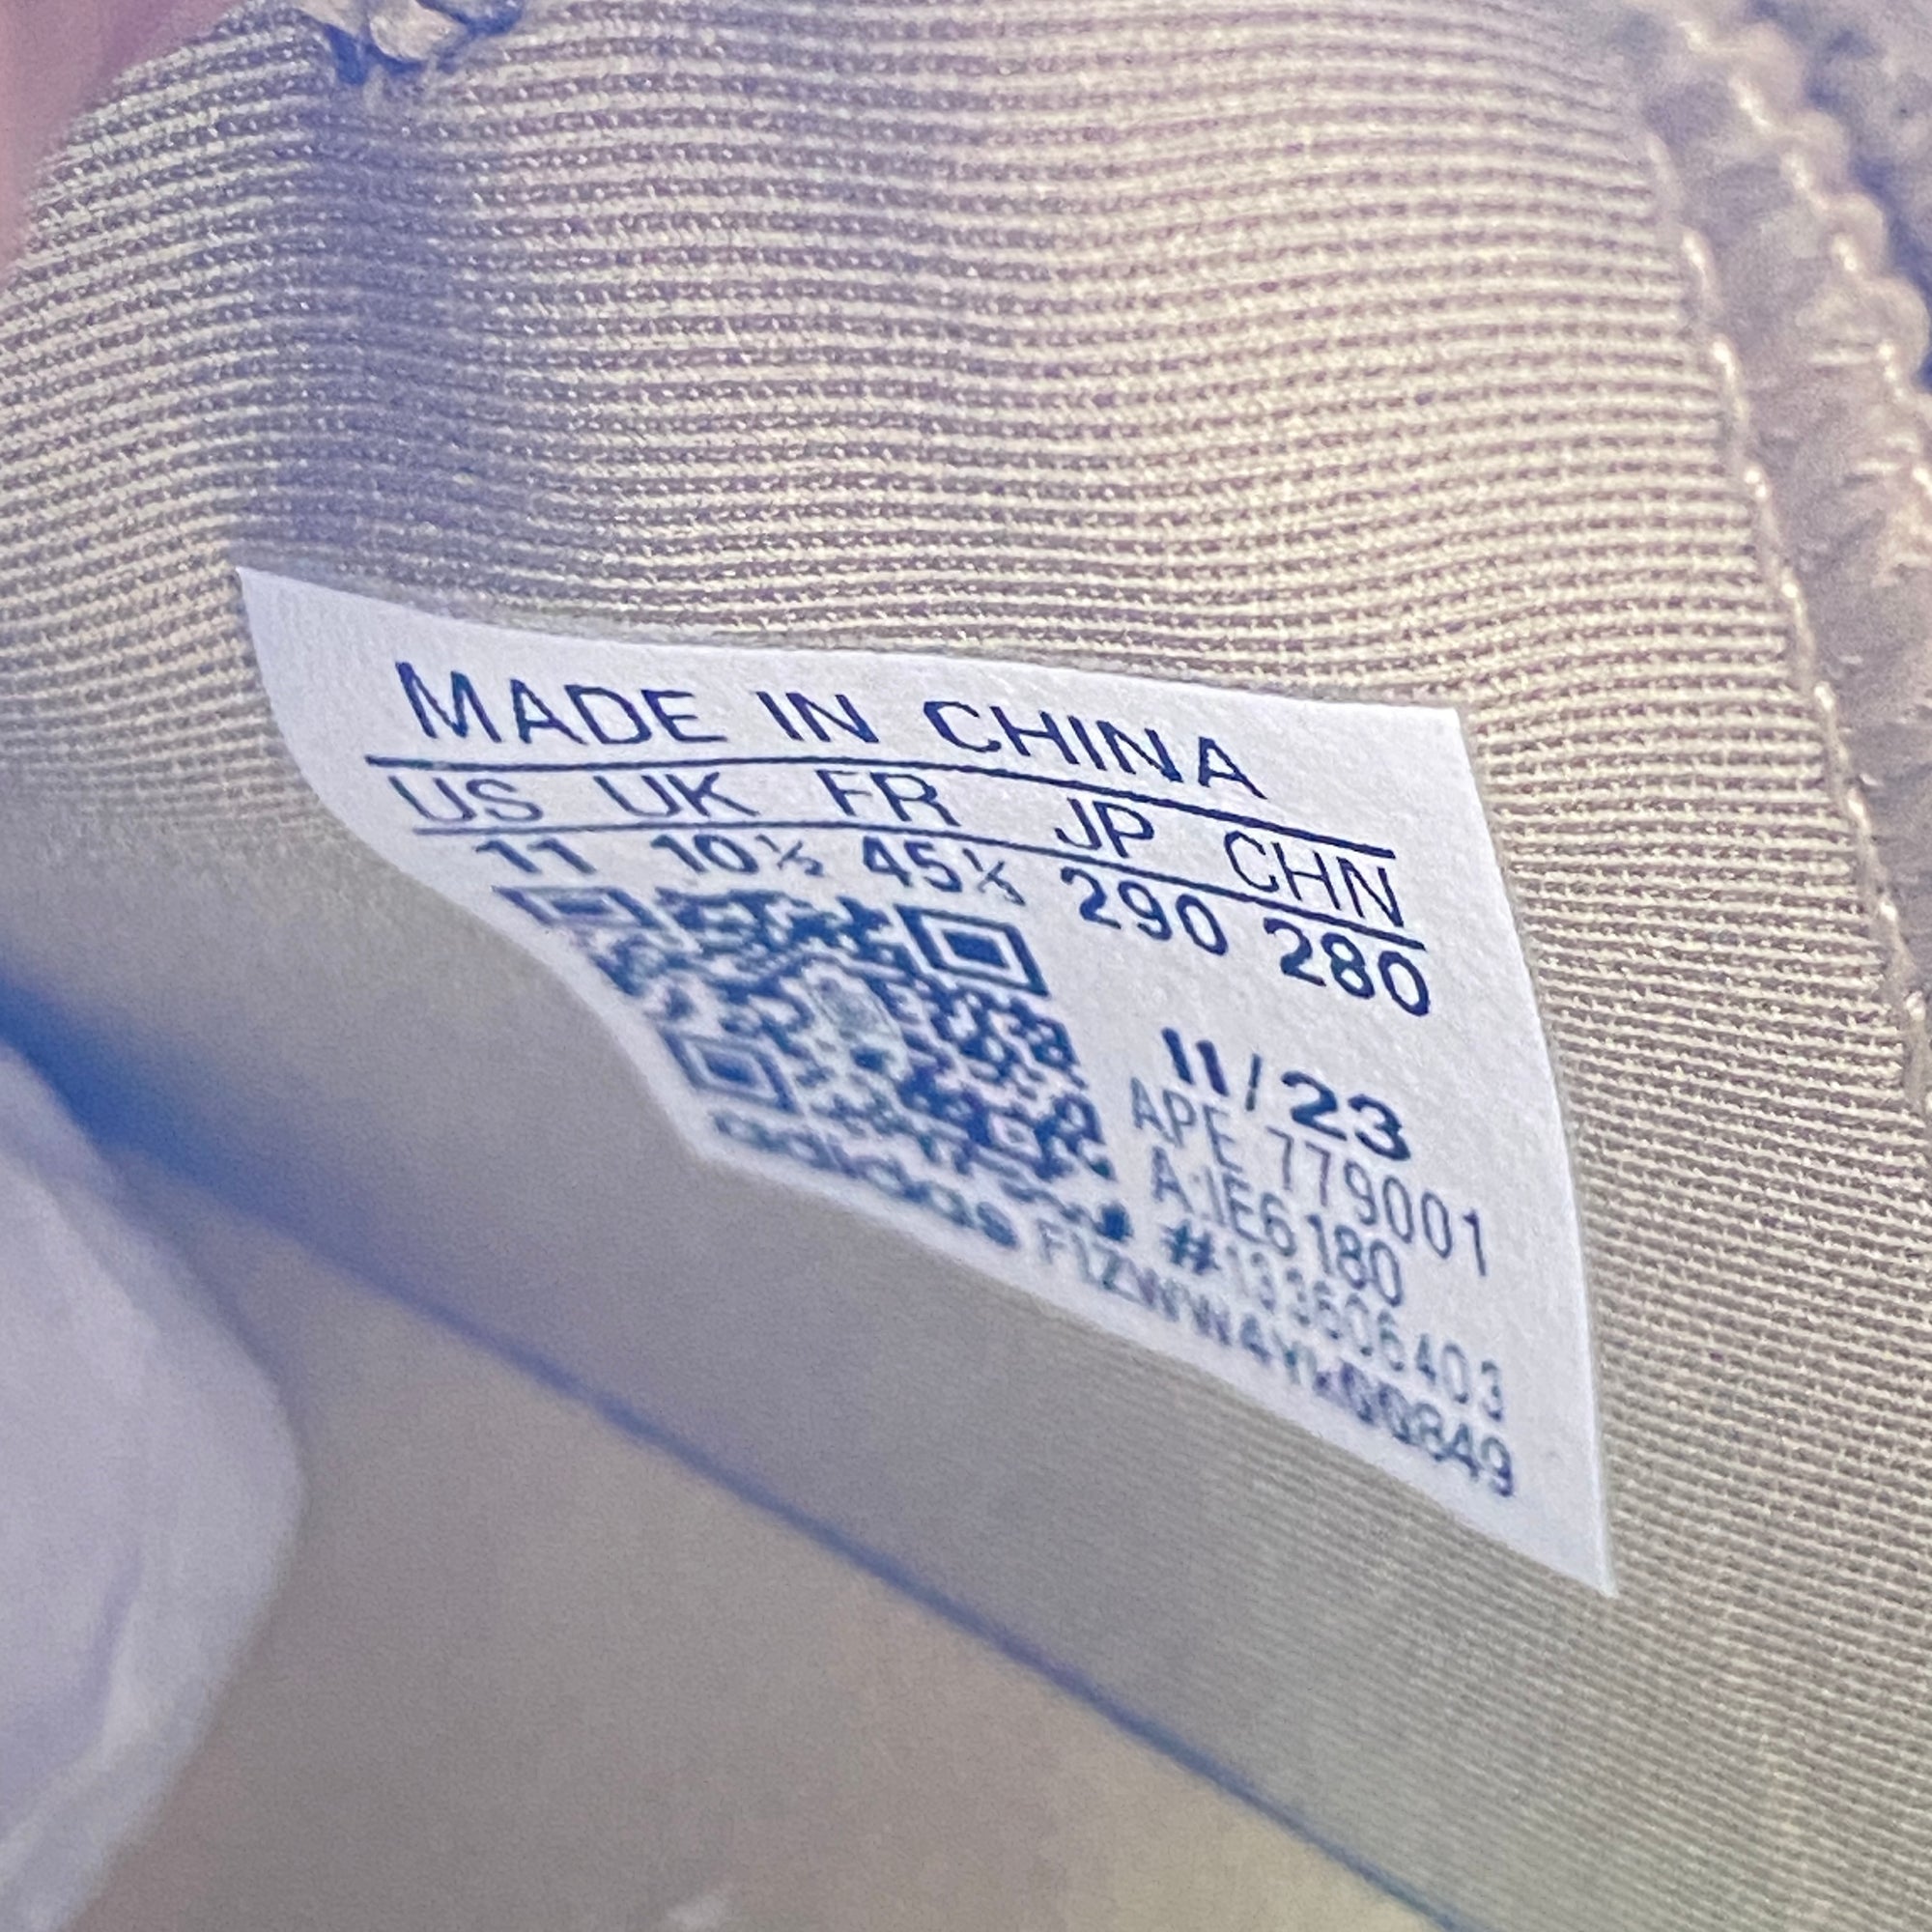 MADE IN CHINA
US UK FR JP CHN
11 10½ 45⅓ 290 280
11/23
APE 779001
A:IE6180
#133606403
adidas